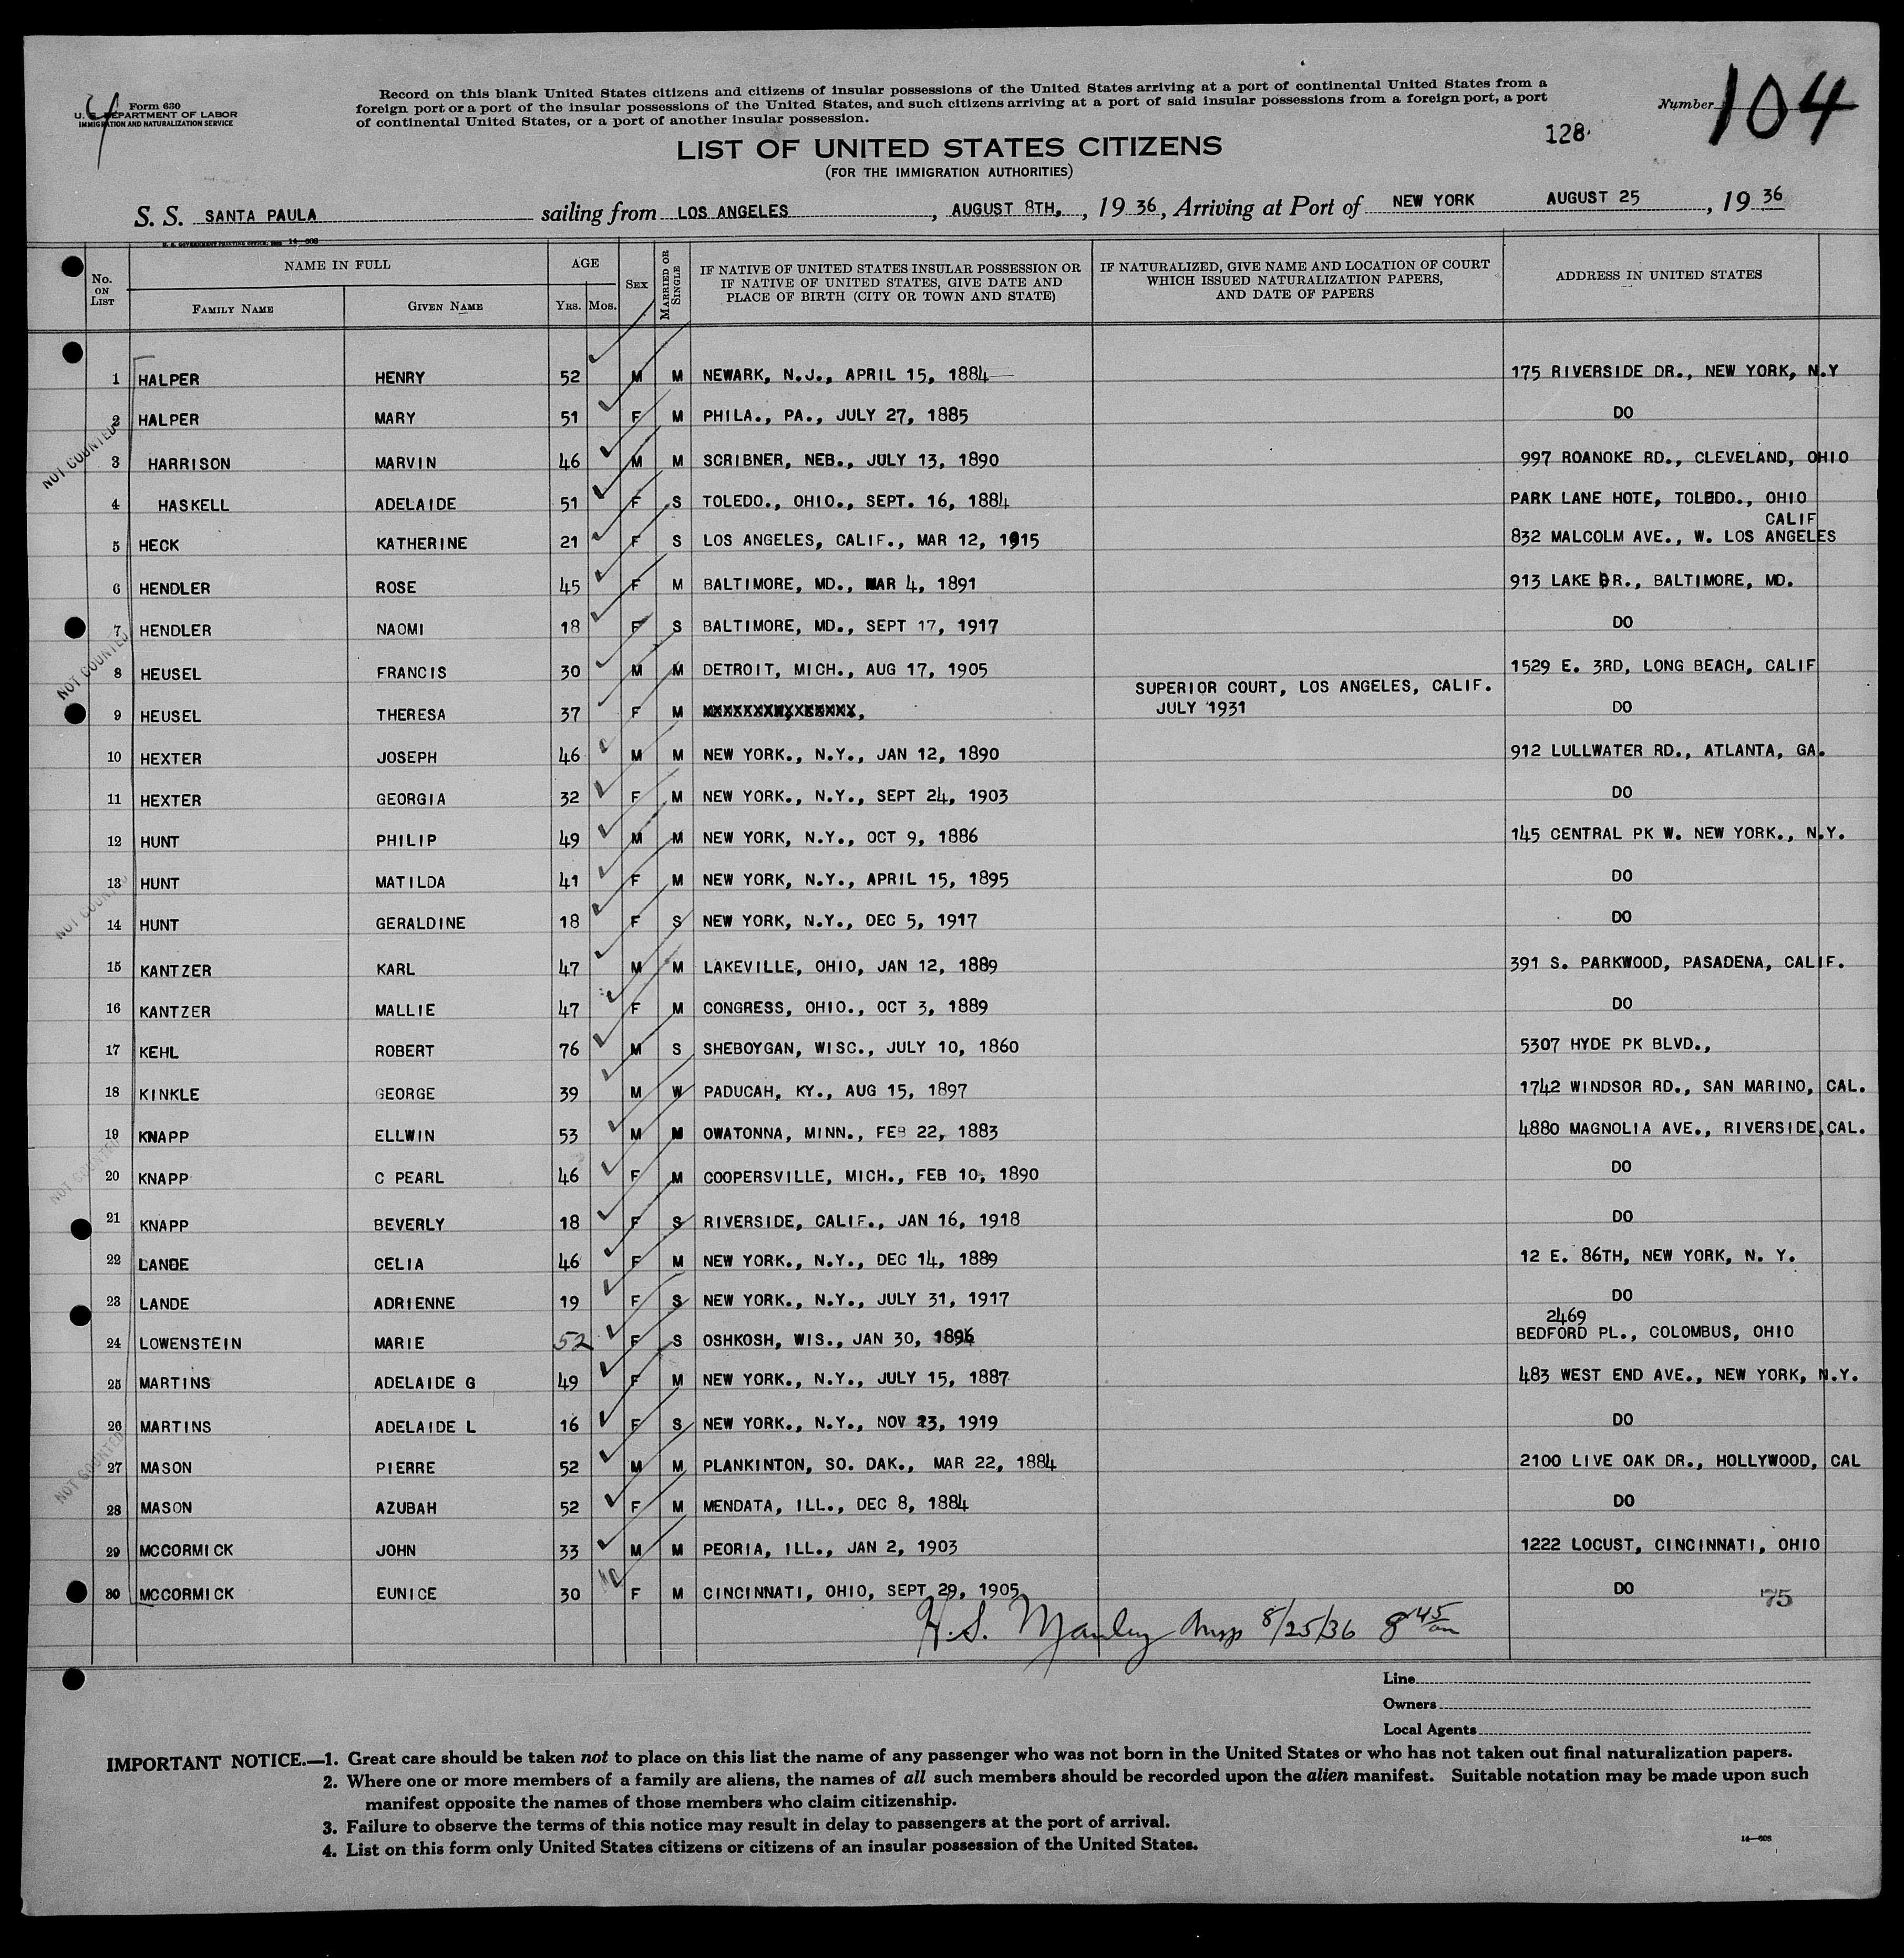 Form 630
U. S. DEPARTMENT OF LABOR
IMMIGRATION AND NATURALIZATION SERVICE
Record on this blank United States citizens and citizens of insular possessions of the United States arriving at a port of continental United States from a
foreign port or a port of the insular possessions of the United States, and such citizens arriving at a port of said insular possessions from a foreign port, a port
of continental United States, or a port of another insular possession.
Number 104
128
LIST OF UNITED STATES CITIZENS
(FOR THE IMMIGRATION AUTHORITIES)
S. S. SANTA PAULA sailing from LOS ANGELES, AUGUST 8TH, , 19 36, Arriving at Port of NEW YORK AUGUST 25, 19 36
U. S. GOVERNMENT PRINTING OFFICE 14—608
No. ON LIST NAME IN FULL AGE SEX MARRIED OR SINGLE IF NATIVE OF UNITED STATES INSULAR POSSESSION OR IF NATIVE OF UNITED STATES, GIVE DATE AND PLACE OF BIRTH (CITY OR TOWN AND STATE) IF NATURALIZED, GIVE NAME AND LOCATION OF COURT WHICH ISSUED NATURALIZATION PAPERS, AND DATE OF PAPERS ADDRESS IN UNITED STATES
FAMILY NAME GIVEN NAME YRS. MOS.
1 HALPER HENRY 52 M M NEWARK, N.J., APRIL 15, 1884 175 RIVERSIDE DR., NEW YORK, N.Y
2 HALPER MARY 51 F M PHILA., PA., JULY 27, 1885 DO
NOT COUNTED
3 HARRISON MARVIN 46 M M SCRIBNER, NEB., JULY 13, 1890 997 ROANOKE RD., CLEVELAND, OHIO
4 HASKELL ADELAIDE 51 F S TOLEDO., OHIO., SEPT. 16, 1884 PARK LANE HOTE, TOLEDO., OHIO
CALIF
5 HECK KATHERINE 21 F S LOS ANGELES, CALIF., MAR 12, 1915 832 MALCOLM AVE., W. LOS ANGELES
6 HENDLER ROSE 45 F M BALTIMORE, MD., MAR 4, 1891 913 LAKE DR., BALTIMORE, MD.
7 HENDLER NAOMI 18 F S BALTIMORE, MD., SEPT 17, 1917 DO
NOT COUNTED
8 HEUSEL FRANCIS 30 M M DETROIT, MICH., AUG 17, 1905 1529 E. 3RD, LONG BEACH, CALIF
SUPERIOR COURT, LOS ANGELES, CALIF.
9 HEUSEL THERESA 37 F M JULY 1931 DO
10 HEXTER JOSEPH 46 M M NEW YORK., N.Y., JAN 12, 1890 912 LULLWATER RD., ATLANTA, GA.
11 HEXTER GEORGIA 32 F M NEW YORK., N.Y., SEPT 24, 1903 DO
12 HUNT PHILIP 49 M M NEW YORK, N.Y., OCT 9, 1886 145 CENTRAL PK W. NEW YORK., N.Y.
13 HUNT MATILDA 41 F M NEW YORK, N.Y., APRIL 15, 1895 DO
NOT COUNTED
14 HUNT GERALDINE 18 F S NEW YORK, N.Y., DEC 5, 1917 DO
15 KANTZER KARL 47 M M LAKEVILLE, OHIO, JAN 12, 1889 391 S. PARKWOOD, PASADENA, CALIF.
16 KANTZER MALLIE 47 F M CONGRESS, OHIO., OCT 3, 1889 DO
17 KEHL ROBERT 76 M S SHEBOYGAN, WISC., JULY 10, 1860 5307 HYDE PK BLVD.,
18 KINKLE GEORGE 39 M W PADUCAH, KY., AUG 15, 1897 1742 WINDSOR RD., SAN MARINO, CAL.
19 KNAPP ELLWIN 53 M M OWATONNA, MINN., FEB 22, 1883 4880 MAGNOLIA AVE., RIVERSIDE, CAL.
NOT COUNTED
20 KNAPP C PEARL 46 F M COOPERSVILLE, MICH., FEB 10, 1890 DO
21 KNAPP BEVERLY 18 F S RIVERSIDE, CALIF., JAN 16, 1918 DO
22 LANDE CELIA 46 F M NEW YORK., N.Y., DEC 14, 1889 12 E. 86TH, NEW YORK, N. Y.
23 LANDE ADRIENNE 19 F S NEW YORK., N.Y., JULY 31, 1917 DO
2469
24 LOWENSTEIN MARIE 52 F S OSHKOSH, WIS., JAN 30, BEDFORD PL., COLOMBUS, OHIO
25 MARTINS ADELAIDE G 49 F M NEW YORK., N.Y., JULY 15, 1887 483 WEST END AVE., NEW YORK, N.Y.
26 MARTINS ADELAIDE L 16 F S NEW YORK., N.Y., NOV 23, 1919 DO
NOT COUNTED
27 MASON PIERRE 52 M M PLANKINTON, SO. DAK., MAR 22, 1884 2100 LIVE OAK DR., HOLLYWOOD, CAL
28 MASON AZUBAH 52 F M MENDATA, ILL., DEC 8, 1884 DO
29 MCCORMICK JOHN 33 M M PEORIA, ILL., JAN 2, 1903 1222 LOCUST, CINCINNATI, OHIO
30 MCCORMICK EUNICE 30 F M CINCINNATI, OHIO, SEPT 29, 1905 DO
75
H.S. Manley Insp 8/25/36 8 45 am
Line
Owners
Local Agents
IMPORTANT NOTICE.—1. Great care should be taken not to place on this list the name of any passenger who was not born in the United States or who has not taken out final naturalization papers.
2. Where one or more members of a family are aliens, the names of all such members should be recorded upon the alien manifest. Suitable notation may be made upon such
manifest opposite the names of those members who claim citizenship.
3. Failure to observe the terms of this notice may result in delay to passengers at the port of arrival.
4. List on this form only United States citizens or citizens of an insular possession of the United States.
14—608